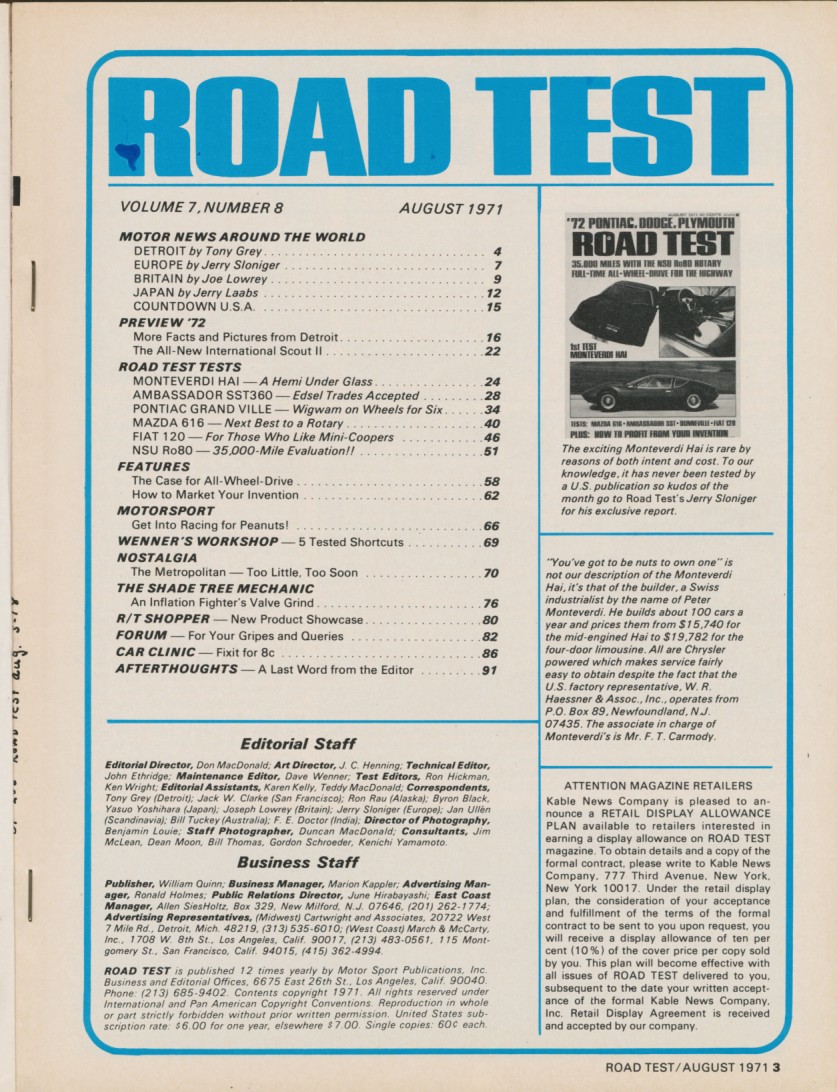 ROAD TEST
VOLUME 7, NUMBER 8 AUGUST 1971
MOTOR NEWS AROUND THE WORLD
DETROIT by Tony Grey 4
EUROPE by Jerry Sloniger 7
BRITAIN by Joe Lowrey 9
JAPAN by Jerry Laabs 12
COUNTDOWN U.S.A. 15
PREVIEW '72
More Facts and Pictures from Detroit 16
The All-New International Scout II 22
ROAD TEST TESTS
MONTEVERDI HAI — A Hemi Under Glass 24
AMBASSADOR SST360 — Edsel Trades Accepted 28
PONTIAC GRAND VILLE — Wigwam on Wheels for Six 34
MAZDA 616 — Next Best to a Rotary 40
FIAT 120 — For Those Who Like Mini-Coopers 46
NSU Ro80 — 35,000-Mile Evaluation!! 51
FEATURES
The Case for All-Wheel-Drive 58
How to Market Your Invention 62
MOTORSPORT
Get Into Racing for Peanuts! 66
WENNER'S WORKSHOP — 5 Tested Shortcuts 69
NOSTALGIA
The Metropolitan — Too Little, Too Soon 70
THE SHADE TREE MECHANIC
An Inflation Fighter's Valve Grind 76
R/T SHOPPER — New Product Showcase 80
FORUM — For Your Gripes and Queries 82
CAR CLINIC — Fixit for 8c 86
AFTERTHOUGHTS — A Last Word from the Editor 91
Editorial Staff
Editorial Director, Don MacDonald; Art Director, J. C. Henning; Technical Editor,
John Ethridge; Maintenance Editor, Dave Wenner; Test Editors, Ron Hickman,
Ken Wright; Editorial Assistants, Karen Kelly, Teddy MacDonald; Correspondents,
Tony Grey (Detroit); Jack W. Clarke (San Francisco); Ron Rau (Alaska); Byron Black,
Yasuo Yoshihara (Japan); Joseph Lowrey (Britain); Jerry Sloniger (Europe); Jan Ullén
(Scandinavia); Bill Tuckey (Australia); F. E. Doctor (India); Director of Photography,
Benjamin Louie; Staff Photographer, Duncan MacDonald; Consultants, Jim
McLean, Dean Moon, Bill Thomas, Gordon Schroeder, Kenichi Yamamoto.
Business Staff
Publisher, William Quinn; Business Manager, Marion Kappler; Advertising Man-
ager, Ronald Holmes; Public Relations Director, June Hirabayashi; East Coast
Manager, Allen SiesHoltz, Box 329, New Milford, N.J. 07646, (201) 262-1774;
Advertising Representatives, (Midwest) Cartwright and Associates, 20722 West
7 Mile Rd., Detroit, Mich. 48219, (313) 535-6010; (West Coast) March & McCarty,
Inc., 1708 W. 8th St., Los Angeles, Calif. 90017, (213) 483-0561, 115 Mont-
gomery St., San Francisco, Calif. 94015, (415) 362-4994.
ROAD TEST is published 12 times yearly by Motor Sport Publications, Inc.
Business and Editorial Offices, 6675 East 26th St., Los Angeles, Calif. 90040.
Phone: (213) 685-9402. Contents copyright 1971. All rights reserved under
International and Pan American Copyright Conventions. Reproduction in whole
or part strictly forbidden without prior written permission. United States sub-
scription rate: $6.00 for one year, elsewhere $7.00. Single copies: 60¢ each.
'72 PONTIAC, DODGE, PLYMOUTH
ROAD TEST
35,000 MILES WITH THE NSU Ro80 ROTARY
FULL-TIME ALL-WHEEL-DRIVE FOR THE HIGHWAY
1st TEST
MONTEVERDI HAI
TESTS: MAZDA 616 • AMBASSADOR SST • BONNEVILLE • FIAT 128
PLUS: HOW TO PROFIT FROM YOUR INVENTION
The exciting Monteverdi Hai is rare by
reasons of both intent and cost. To our
knowledge, it has never been tested by
a U.S. publication so kudos of the
month go to Road Test's Jerry Sloniger
for his exclusive report.
"You've got to be nuts to own one" is
not our description of the Monteverdi
Hai, it's that of the builder, a Swiss
industrialist by the name of Peter
Monteverdi. He builds about 100 cars a
year and prices them from $15,740 for
the mid-engined Hai to $19,782 for the
four-door limousine. All are Chrysler
powered which makes service fairly
easy to obtain despite the fact that the
U.S. factory representative, W. R.
Haessner & Assoc., Inc., operates from
P.O. Box 89, Newfoundland, N.J.
07435. The associate in charge of
Monteverdi's is Mr. F. T. Carmody.
ATTENTION MAGAZINE RETAILERS
Kable News Company is pleased to an-
nounce a RETAIL DISPLAY ALLOWANCE
PLAN available to retailers interested in
earning a display allowance on ROAD TEST
magazine. To obtain details and a copy of the
formal contract, please write to Kable News
Company, 777 Third Avenue, New York,
New York 10017. Under the retail display
plan, the consideration of your acceptance
and fulfillment of the terms of the formal
contract to be sent to you upon request, you
will receive a display allowance of ten per
cent (10%) of the cover price per copy sold
by you. This plan will become effective with
all issues of ROAD TEST delivered to you,
subsequent to the date your written accept-
ance of the formal Kable News Company,
Inc. Retail Display Agreement is received
and accepted by our company.
ROAD TEST/AUGUST 1971 3